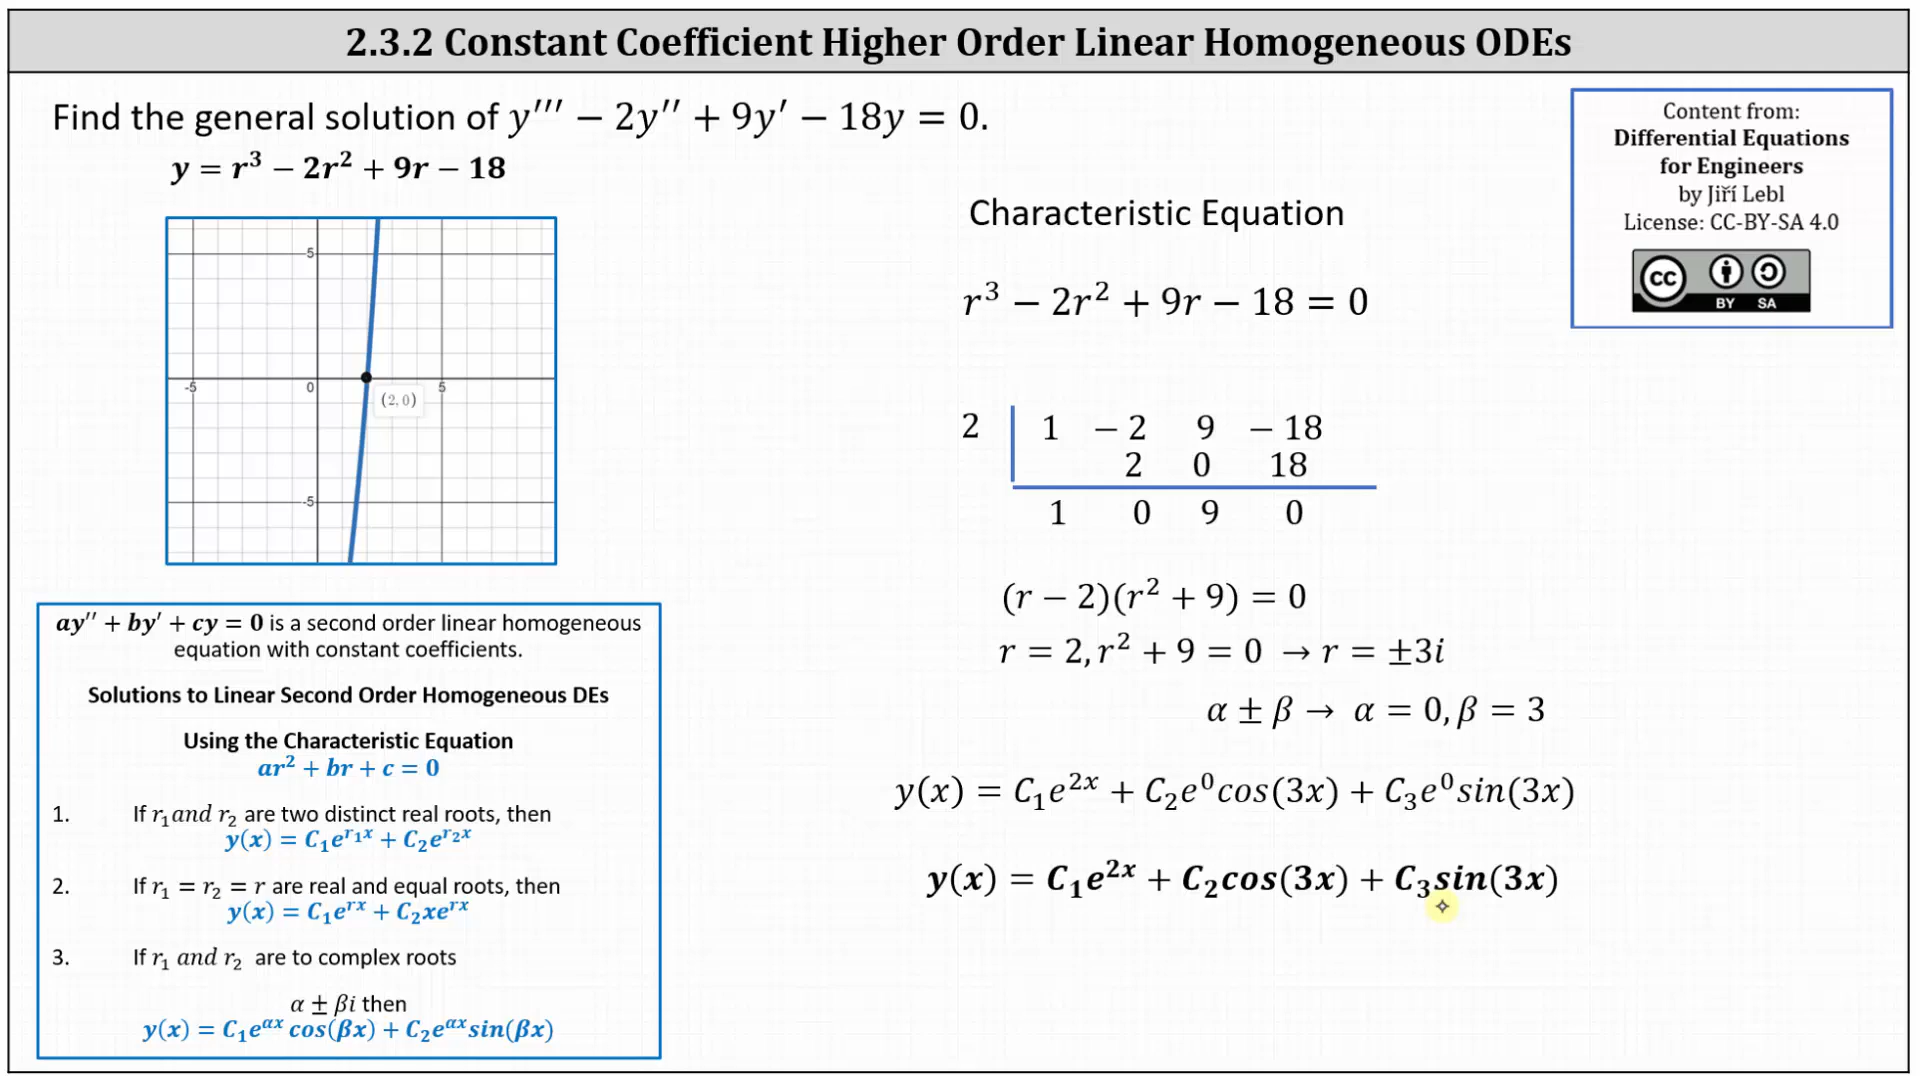 2.3.2 Constant Coefficient Higher Order Linear Homogeneous ODEs
Find the general solution of y′′′ − 2y′′ + 9y′ − 18y = 0.
y = r³ − 2r² + 9r − 18
5
-5 0 5
(2, 0)
-5
ay′′ + by′ + cy = 0 is a second order linear homogeneous
equation with constant coefficients.
Solutions to Linear Second Order Homogeneous DEs
Using the Characteristic Equation
ar² + br + c = 0
1. If r₁ and r₂ are two distinct real roots, then
y(x) = C₁e^{r₁x} + C₂e^{r₂x}
2. If r₁ = r₂ = r are real and equal roots, then
y(x) = C₁e^{rx} + C₂xe^{rx}
3. If r₁ and r₂ are to complex roots
α ± βi then
y(x) = C₁e^{αx} cos(βx) + C₂e^{αx}sin(βx)
Characteristic Equation
r³ − 2r² + 9r − 18 = 0
2 1 − 2 9 − 18
2 0 18
1 0 9 0
(r − 2)(r² + 9) = 0
r = 2, r² + 9 = 0 → r = ±3i
α ± β → α = 0, β = 3
y(x) = C₁e^{2x} + C₂e⁰cos(3x) + C₃e⁰sin(3x)
y(x) = C₁e^{2x} + C₂cos(3x) + C₃sin(3x)
Content from:
Differential Equations
for Engineers
by Jiří Lebl
License: CC-BY-SA 4.0
cc
BY SA